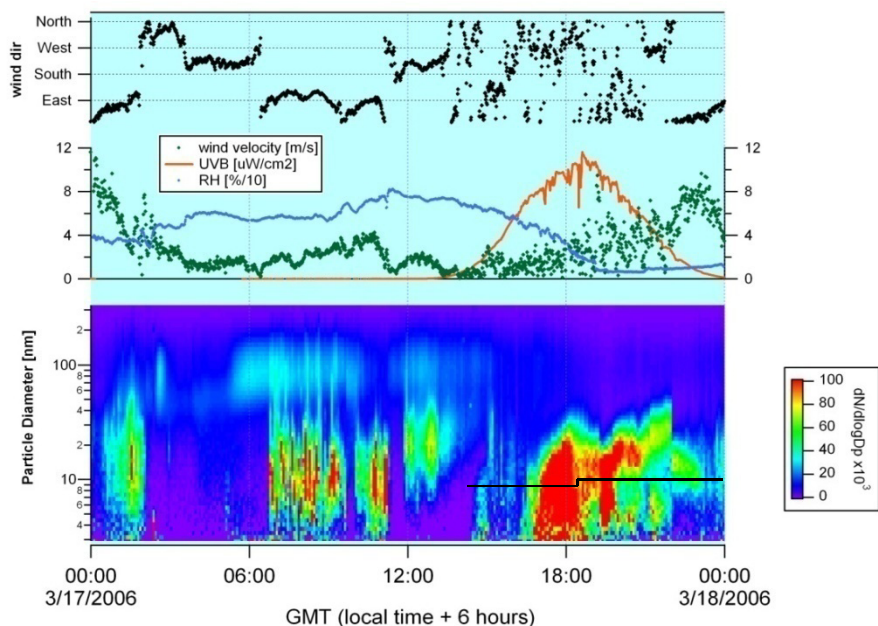 North
West
South
East
wind dir
12
8
4
0
wind velocity [m/s]
UVB [uW/cm2]
RH [%/10]
12
8
4
0
2
100
8
6
4
2
10
8
6
4
Particle Diameter [nm]
100
80
60
40
20
0
dN/dlogDp x10³
00:00
06:00
12:00
18:00
00:00
3/17/2006
3/18/2006
GMT (local time + 6 hours)